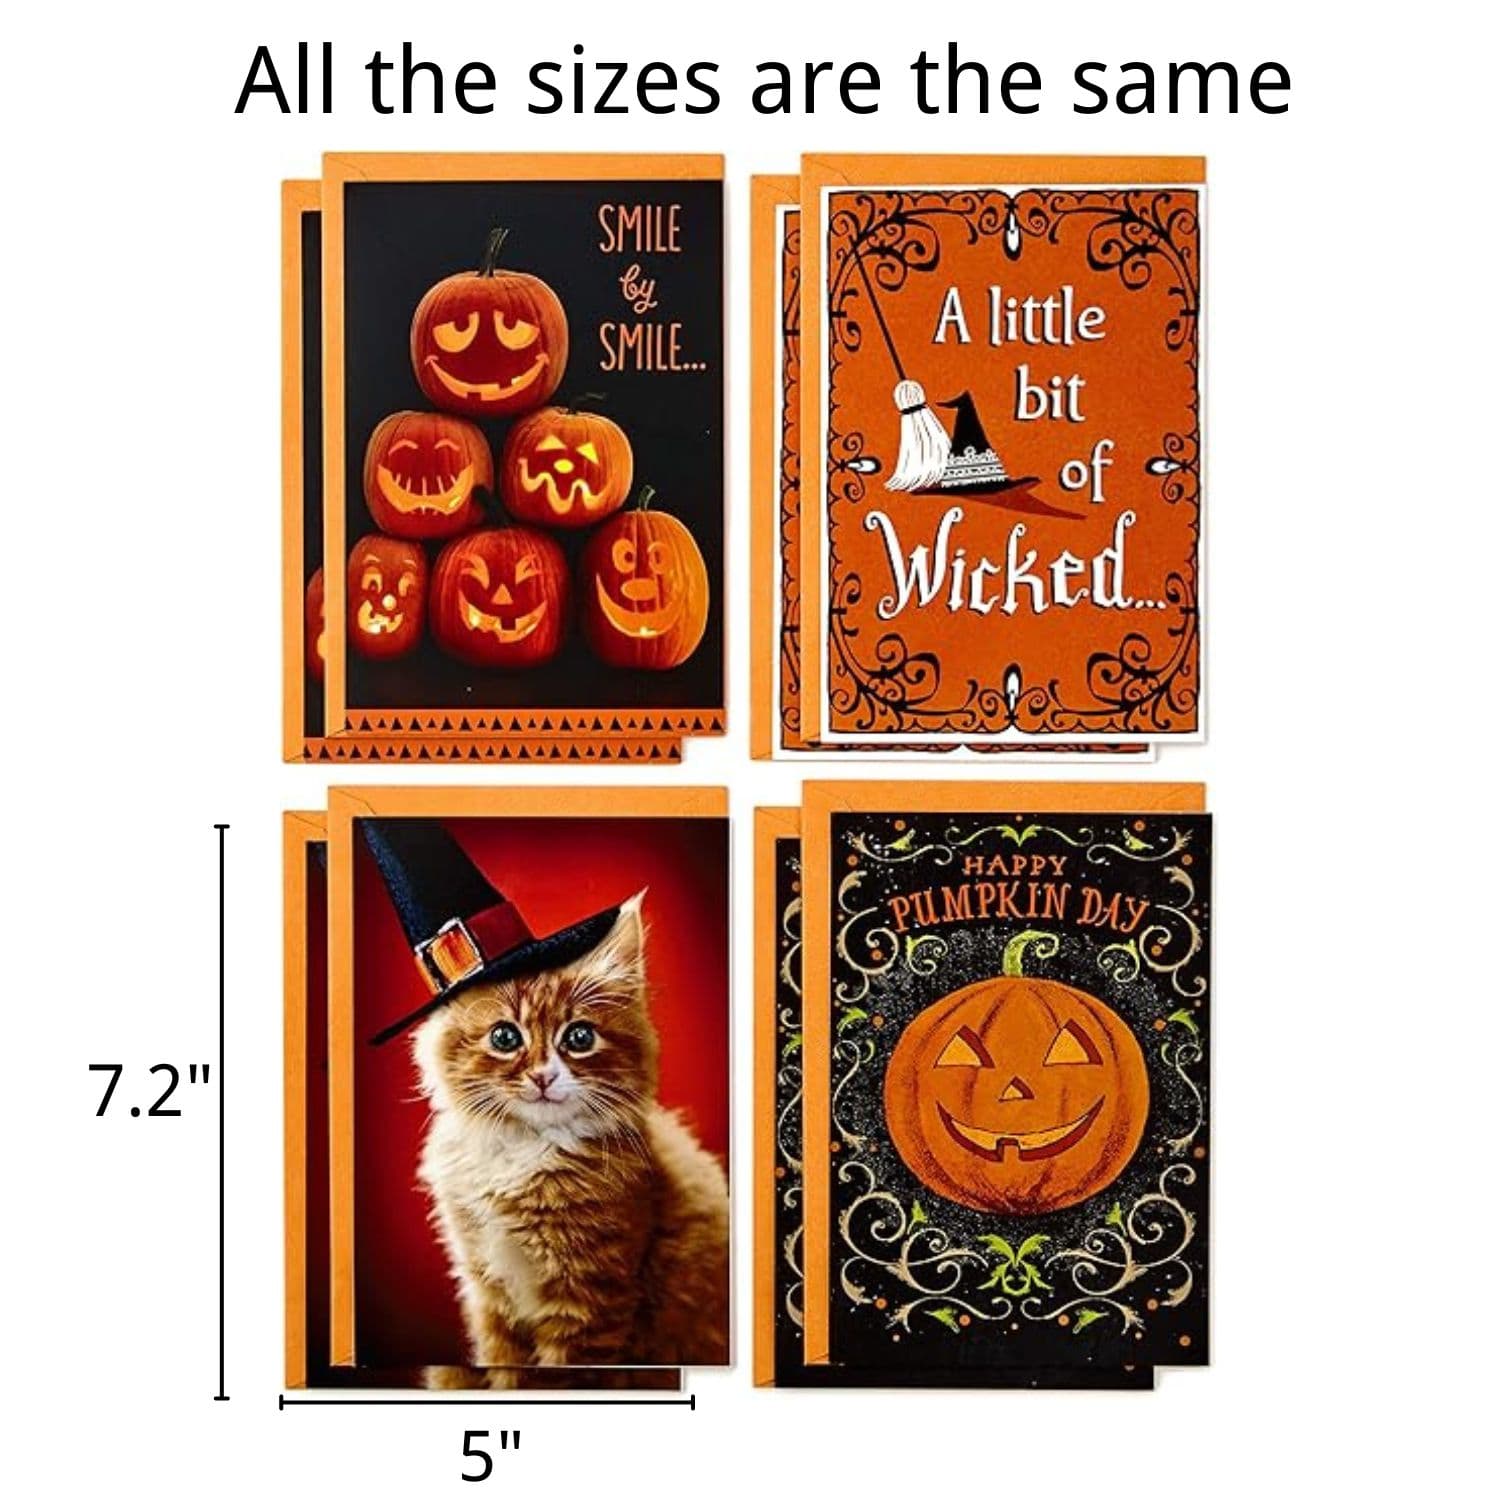 All the sizes are the same
SMILE
by
SMILE...
A little
bit
of
Wicked...
7.2"
HAPPY
PUMPKIN DAY
5"